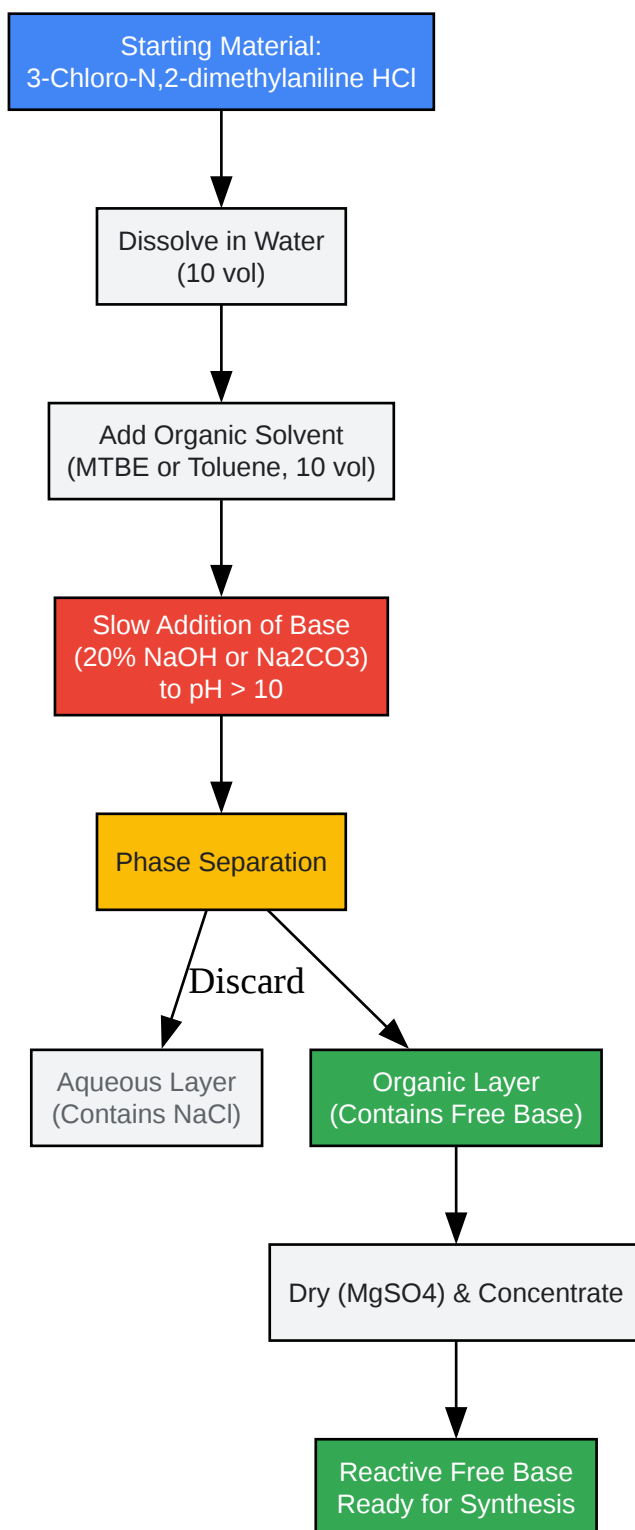 Starting Material:
3-Chloro-N,2-dimethylaniline HCl
Dissolve in Water
(10 vol)
Add Organic Solvent
(MTBE or Toluene, 10 vol)
Slow Addition of Base
(20% NaOH or Na2CO3)
to pH > 10
Phase Separation
Discard
Aqueous Layer
(Contains NaCl)
Organic Layer
(Contains Free Base)
Dry (MgSO4) & Concentrate
Reactive Free Base
Ready for Synthesis